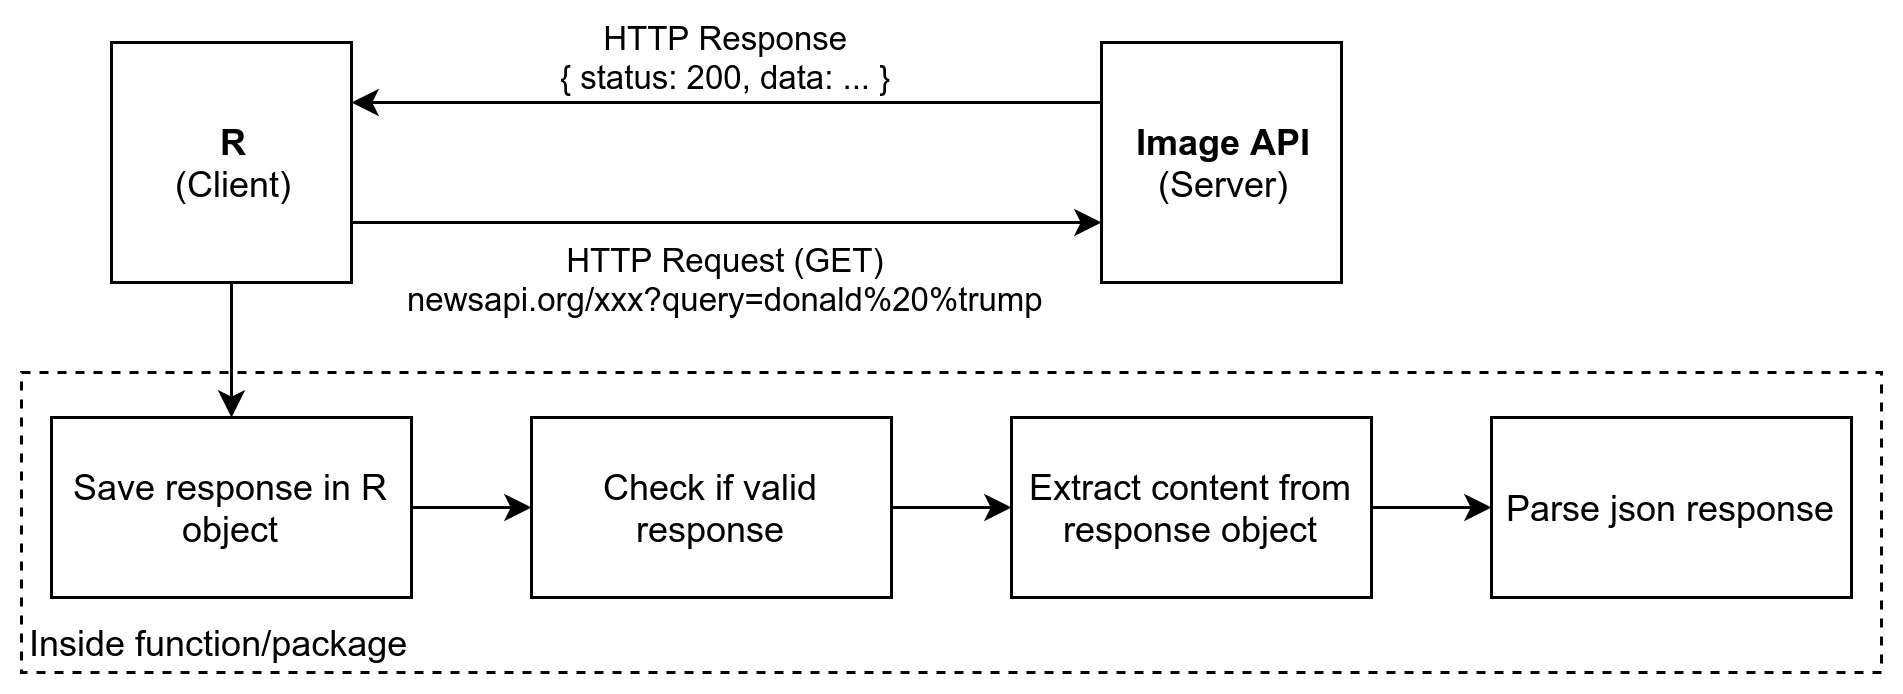 HTTP Response
{ status: 200, data: ... }
R
(Client)
Image API
(Server)
HTTP Request (GET)
newsapi.org/xxx?query=donald%20%trump
Save response in R
object
Check if valid
response
Extract content from
response object
Parse json response
Inside function/package